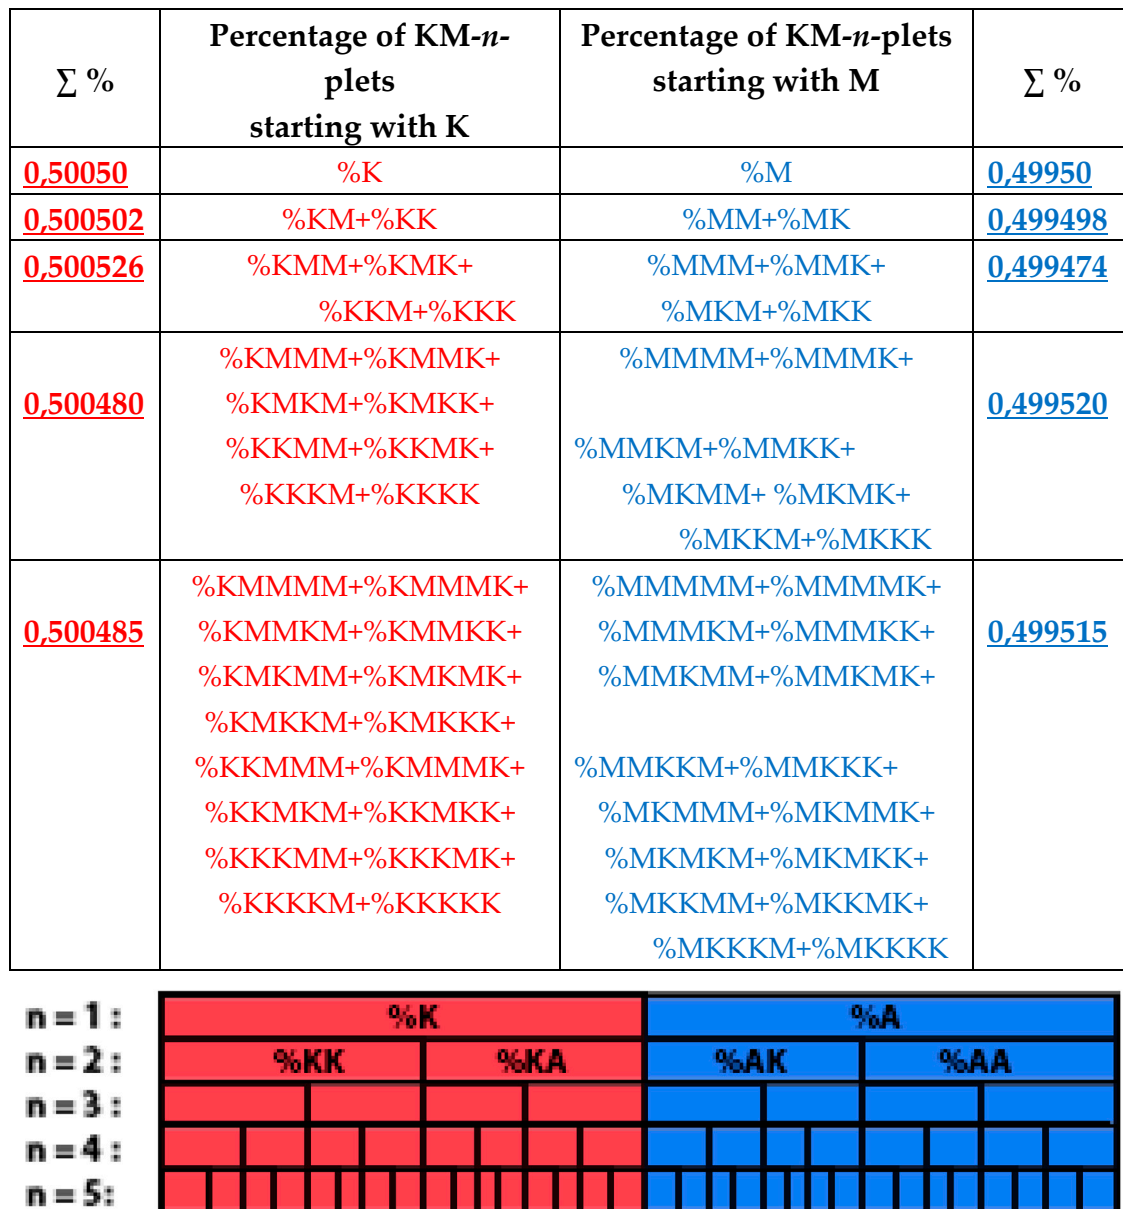 ∑ %
Percentage of KM-n-
plets
starting with K
Percentage of KM-n-plets
starting with M
∑ %
0,50050
%K
%M
0,49950
0,500502
%KM+%KK
%MM+%MK
0,499498
0,500526
%KMM+%KMK+
%KKM+%KKK
%MMM+%MMK+
%MKM+%MKK
0,499474
0,500480
%KMMM+%KMMK+
%KMKM+%KMKK+
%KKMM+%KKMK+
%KKKM+%KKKK
%MMMM+%MMMK+
%MMKM+%MMKK+
%MKMM+ %MKMK+
%MKKM+%MKKK
0,499520
0,500485
%KMMMM+%KMMMK+
%KMMKM+%KMMKK+
%KMKMM+%KMKMK+
%KMKKM+%KMKKK+
%KKMMM+%KMMMK+
%KKMKM+%KKMKK+
%KKKMM+%KKKMK+
%KKKKM+%KKKKK
%MMMMM+%MMMMK+
%MMMKM+%MMMKK+
%MMKMM+%MMKMK+
%MMKKM+%MMKKK+
%MKMMM+%MKMMK+
%MKMKM+%MKMKK+
%MKKMM+%MKKMK+
%MKKKM+%MKKKK
0,499515
n = 1 :
%K
%A
n = 2 :
%KK
%KA
%AK
%AA
n = 3 :
n = 4 :
n = 5: